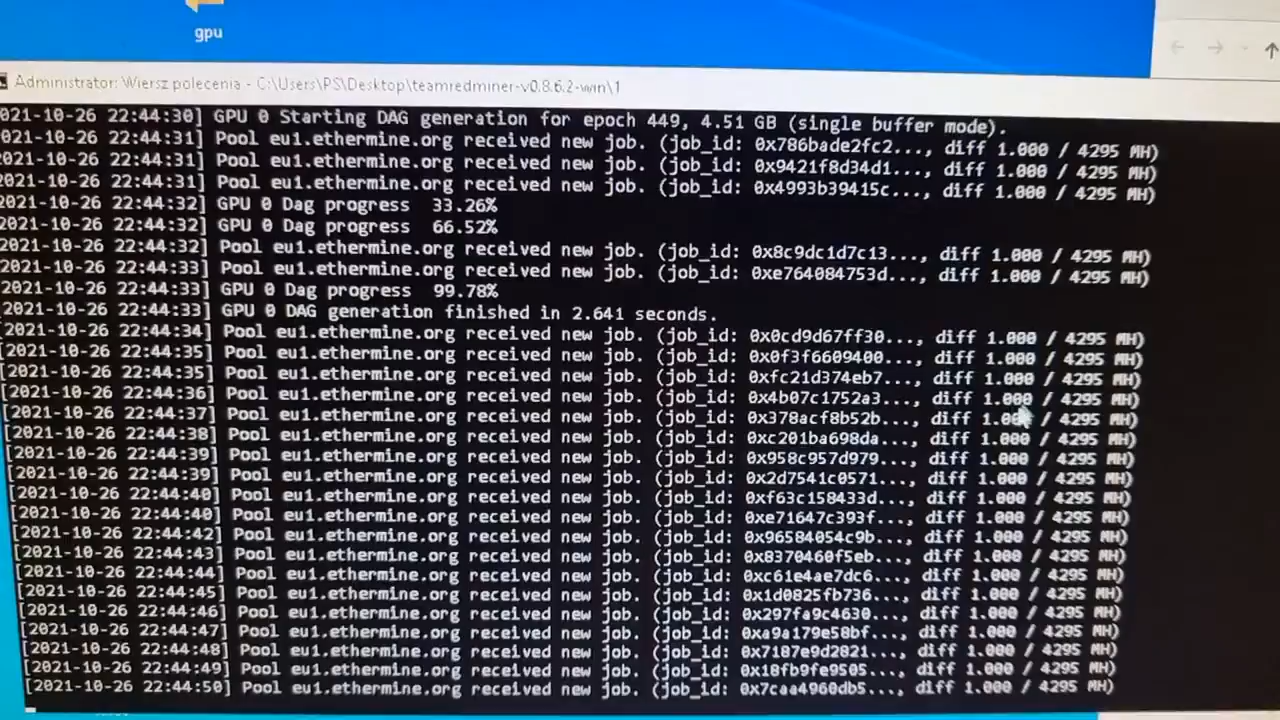 gpu
Administrator: Wiersz polecenia - C:\Users\PS\Desktop\teamredminer-v0.8.6.2-win\1
021-10-26 22:44:30] GPU 0 Starting DAG generation for epoch 449, 4.51 GB (single buffer mode).
021-10-26 22:44:31] Pool eu1.ethermine.org received new job. (job_id: 0x786bade2fc2..., diff 1.000 / 4295 MH)
021-10-26 22:44:31] Pool eu1.ethermine.org received new job. (job_id: 0x9421f8d34d1..., diff 1.000 / 4295 MH)
021-10-26 22:44:31] Pool eu1.ethermine.org received new job. (job_id: 0x4993b39415c..., diff 1.000 / 4295 MH)
2021-10-26 22:44:32] GPU 0 Dag progress 33.26%
2021-10-26 22:44:32] GPU 0 Dag progress 66.52%
2021-10-26 22:44:32] Pool eu1.ethermine.org received new job. (job_id: 0x8c9dc1d7c13..., diff 1.000 / 4295 MH)
2021-10-26 22:44:33] Pool eu1.ethermine.org received new job. (job_id: 0xe764084753d..., diff 1.000 / 4295 MH)
2021-10-26 22:44:33] GPU 0 Dag progress 99.78%
[2021-10-26 22:44:33] GPU 0 DAG generation finished in 2.641 seconds.
[2021-10-26 22:44:34] Pool eu1.ethermine.org received new job. (job_id: 0x0cd9d67ff30..., diff 1.000 / 4295 MH)
[2021-10-26 22:44:35] Pool eu1.ethermine.org received new job. (job_id: 0x0f3f6609400..., diff 1.000 / 4295 MH)
[2021-10-26 22:44:35] Pool eu1.ethermine.org received new job. (job_id: 0xfc21d374eb7..., diff 1.000 / 4295 MH)
[2021-10-26 22:44:36] Pool eu1.ethermine.org received new job. (job_id: 0x4b07c1752a3..., diff 1.000 / 4295 MH)
[2021-10-26 22:44:37] Pool eu1.ethermine.org received new job. (job_id: 0x378acf8b52b..., diff 1.000 / 4295 MH)
[2021-10-26 22:44:38] Pool eu1.ethermine.org received new job. (job_id: 0xc201ba698da..., diff 1.000 / 4295 MH)
[2021-10-26 22:44:39] Pool eu1.ethermine.org received new job. (job_id: 0x958c957d979..., diff 1.000 / 4295 MH)
[2021-10-26 22:44:39] Pool eu1.ethermine.org received new job. (job_id: 0x2d7541c0571..., diff 1.000 / 4295 MH)
[2021-10-26 22:44:40] Pool eu1.ethermine.org received new job. (job_id: 0xf63c158433d..., diff 1.000 / 4295 MH)
[2021-10-26 22:44:40] Pool eu1.ethermine.org received new job. (job_id: 0xe71647c393f..., diff 1.000 / 4295 MH)
[2021-10-26 22:44:42] Pool eu1.ethermine.org received new job. (job_id: 0x96584054c9b..., diff 1.000 / 4295 MH)
[2021-10-26 22:44:43] Pool eu1.ethermine.org received new job. (job_id: 0x8370460f5eb..., diff 1.000 / 4295 MH)
[2021-10-26 22:44:44] Pool eu1.ethermine.org received new job. (job_id: 0xc61e4ae7dc6..., diff 1.000 / 4295 MH)
[2021-10-26 22:44:45] Pool eu1.ethermine.org received new job. (job_id: 0x1d0825fb736..., diff 1.000 / 4295 MH)
[2021-10-26 22:44:46] Pool eu1.ethermine.org received new job. (job_id: 0x297fa9c4630..., diff 1.000 / 4295 MH)
[2021-10-26 22:44:47] Pool eu1.ethermine.org received new job. (job_id: 0xa9a179e58bf..., diff 1.000 / 4295 MH)
[2021-10-26 22:44:48] Pool eu1.ethermine.org received new job. (job_id: 0x7187e9d2821..., diff 1.000 / 4295 MH)
[2021-10-26 22:44:49] Pool eu1.ethermine.org received new job. (job_id: 0x18fb9fe9505..., diff 1.000 / 4295 MH)
[2021-10-26 22:44:50] Pool eu1.ethermine.org received new job. (job_id: 0x7caa4960db5..., diff 1.000 / 4295 MH)